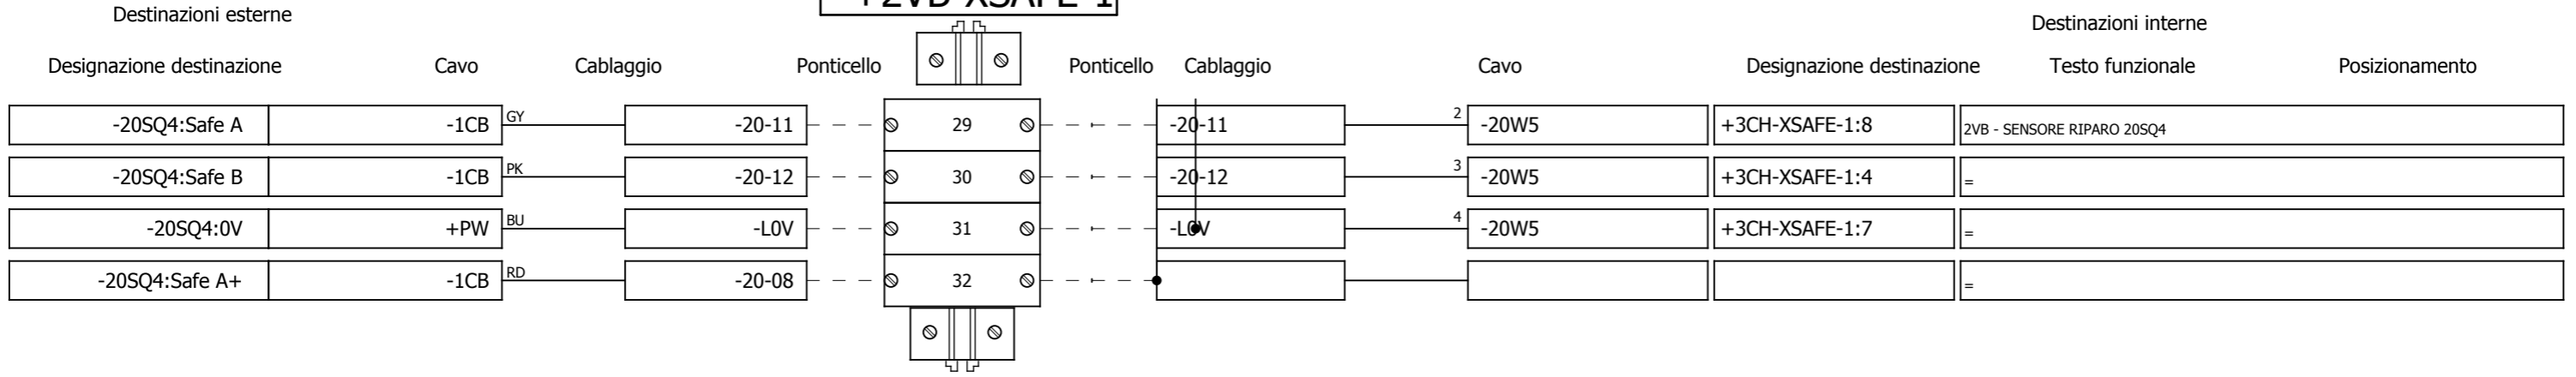 +2VB-XSAFE-1
Destinazioni esterne
Destinazioni interne
Designazione destinazione Cavo Cablaggio Ponticello Ponticello Cablaggio Cavo Designazione destinazione Testo funzionale Posizionamento
-20SQ4:Safe A -1CB GY -20-11 29 -20-11 2 -20W5 +3CH-XSAFE-1:8 2VB - SENSORE RIPARO 20SQ4
-20SQ4:Safe B -1CB PK -20-12 30 -20-12 3 -20W5 +3CH-XSAFE-1:4 =
-20SQ4:0V +PW BU -L0V 31 -L0V 4 -20W5 +3CH-XSAFE-1:7 =
-20SQ4:Safe A+ -1CB RD -20-08 32 =